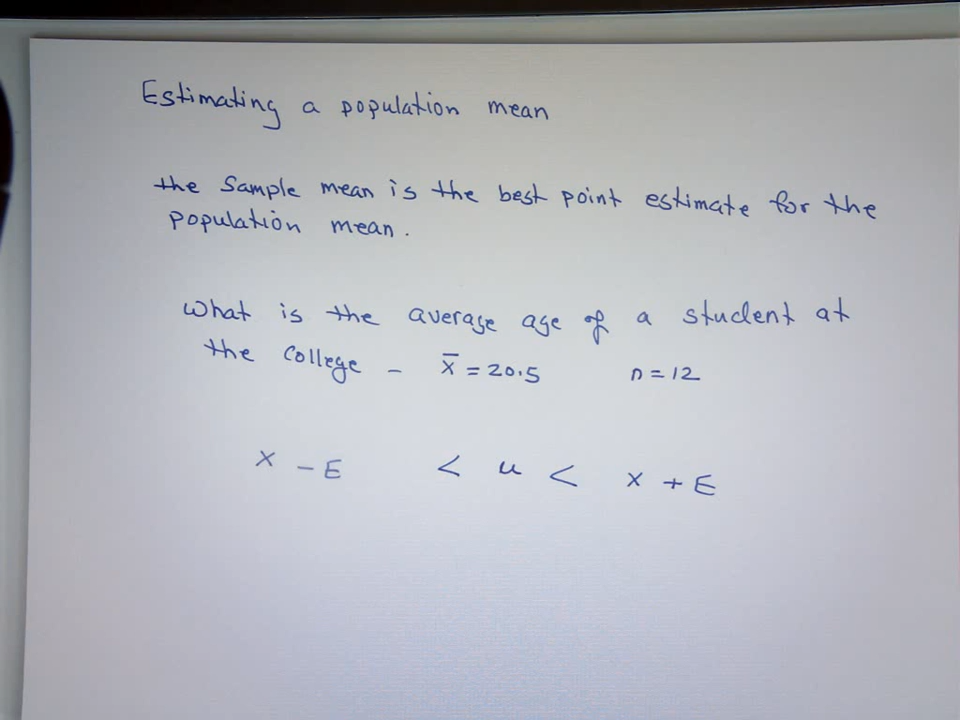 Estimating a population mean
the Sample mean is the best point estimate for the
population mean.
What is the average age of a student at
the College - x̄ = 20.5 n = 12
x - E < u < x + E